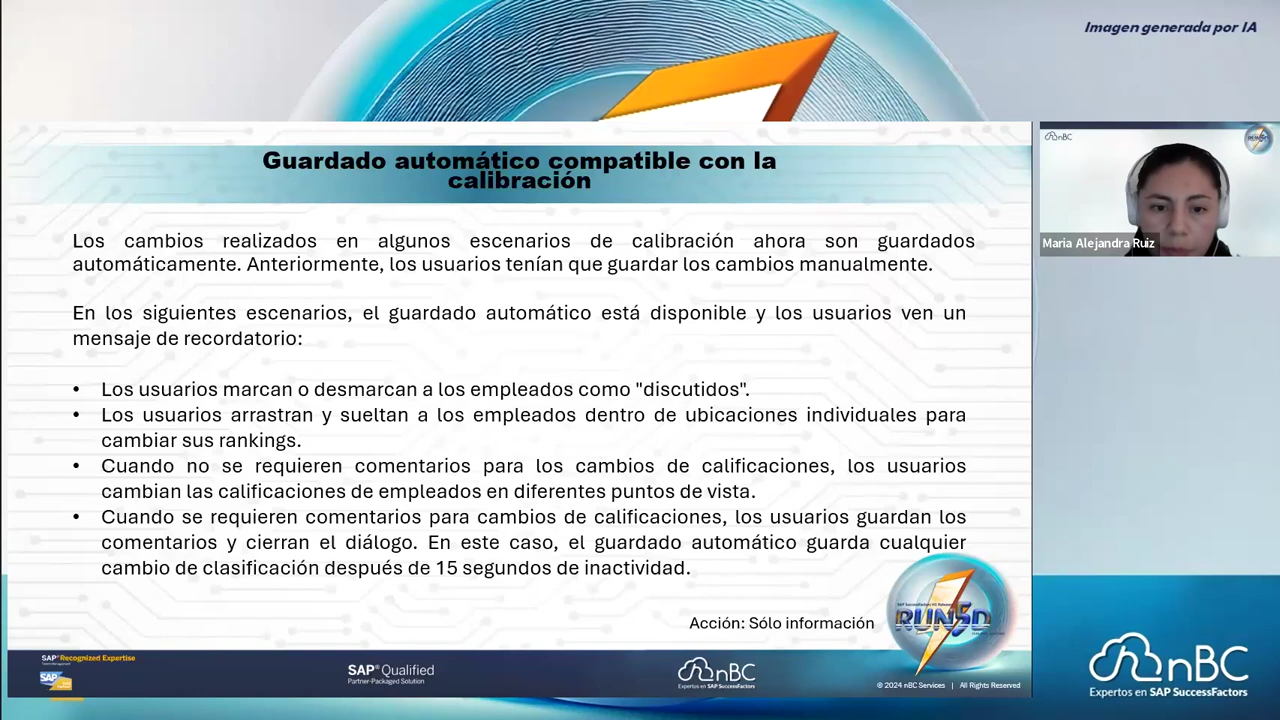 Imagen generada por IA
Guardado automático compatible con la
calibración
nBC
Maria Alejandra Ruiz
Los cambios realizados en algunos escenarios de calibración ahora son guardados
automáticamente. Anteriormente, los usuarios tenían que guardar los cambios manualmente.
En los siguientes escenarios, el guardado automático está disponible y los usuarios ven un
mensaje de recordatorio:
• Los usuarios marcan o desmarcan a los empleados como "discutidos".
• Los usuarios arrastran y sueltan a los empleados dentro de ubicaciones individuales para
cambiar sus rankings.
• Cuando no se requieren comentarios para los cambios de calificaciones, los usuarios
cambian las calificaciones de empleados en diferentes puntos de vista.
• Cuando se requieren comentarios para cambios de calificaciones, los usuarios guardan los
comentarios y cierran el diálogo. En este caso, el guardado automático guarda cualquier
cambio de clasificación después de 15 segundos de inactividad.
Acción: Sólo información
RUN5D
SAP® Recognized Expertise
SAP
SAP® Qualified
Partner-Packaged Solution
nBC
Expertos en SAP SuccessFactors
© 2024 nBC Services | All Rights Reserved
nBC
Expertos en SAP SuccessFactors